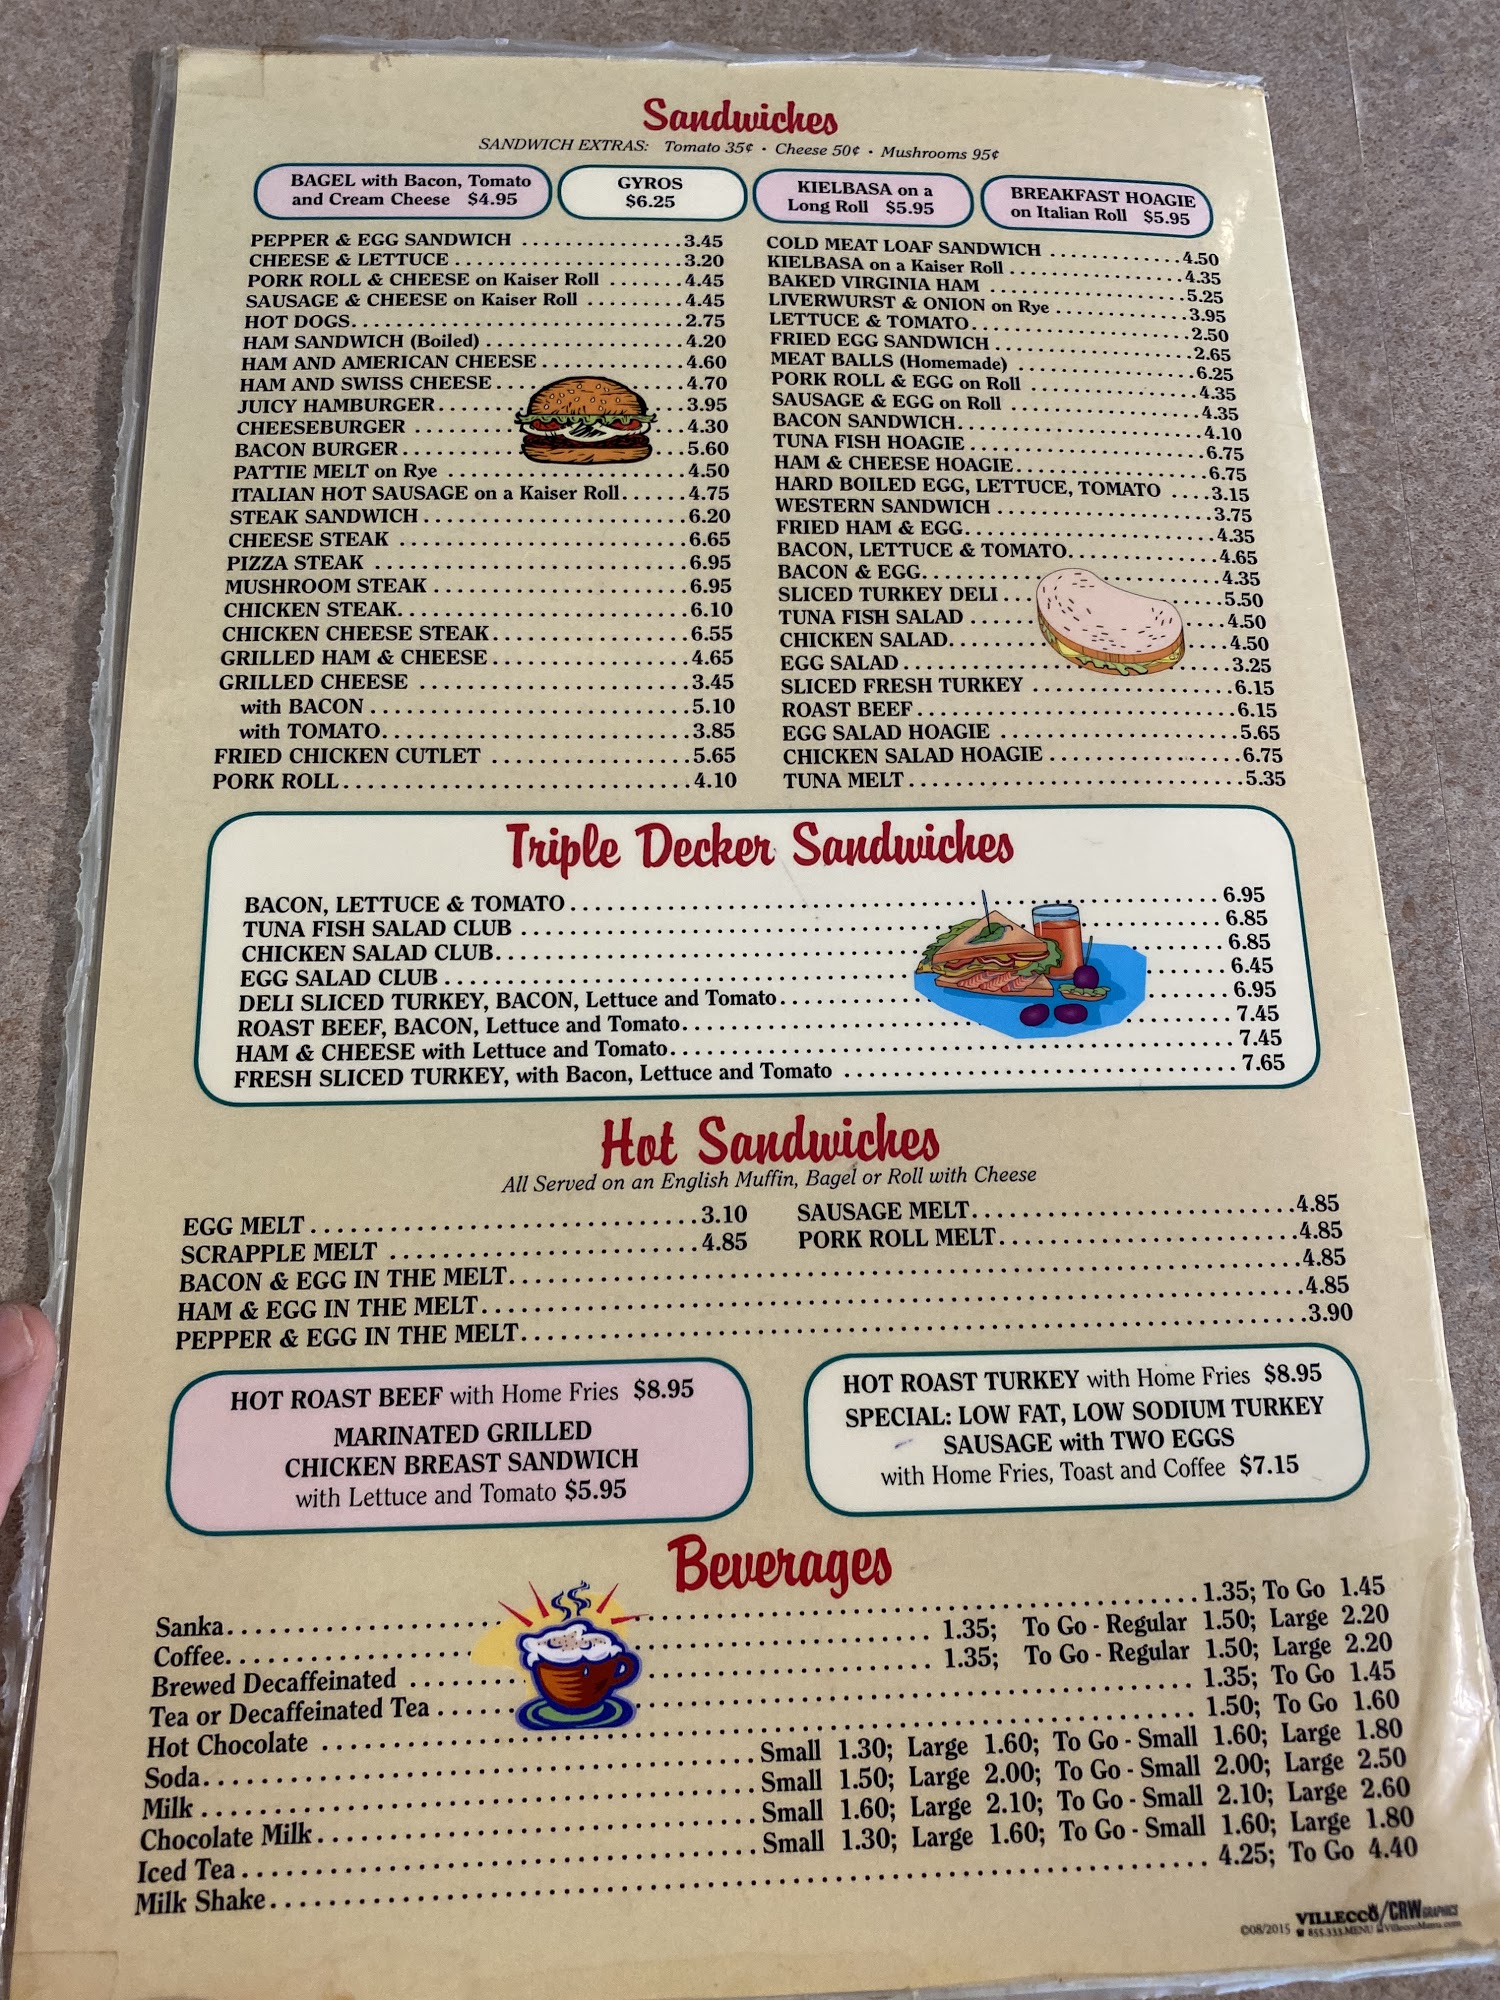 Sandwiches
SANDWICH EXTRAS: Tomato 35¢ · Cheese 50¢ · Mushrooms 95¢
BAGEL with Bacon, Tomato
and Cream Cheese $4.95
GYROS
$6.25
KIELBASA on a
Long Roll $5.95
BREAKFAST HOAGIE
on Italian Roll $5.95
PEPPER & EGG SANDWICH ...............3.45
CHEESE & LETTUCE ...............3.20
PORK ROLL & CHEESE on Kaiser Roll .......4.45
SAUSAGE & CHEESE on Kaiser Roll .........4.45
HOT DOGS...............2.75
HAM SANDWICH (Boiled) ...............4.20
HAM AND AMERICAN CHEESE ...............4.60
HAM AND SWISS CHEESE ...............4.70
JUICY HAMBURGER...............3.95
CHEESEBURGER ...............4.30
BACON BURGER ...............5.60
PATTIE MELT on Rye ...............4.50
ITALIAN HOT SAUSAGE on a Kaiser Roll......4.75
STEAK SANDWICH ...............6.20
CHEESE STEAK ...............6.65
PIZZA STEAK ...............6.95
MUSHROOM STEAK ...............6.95
CHICKEN STEAK...............6.10
CHICKEN CHEESE STEAK...............6.55
GRILLED HAM & CHEESE...............4.65
GRILLED CHEESE ...............3.45
with BACON ...............5.10
with TOMATO...............3.85
FRIED CHICKEN CUTLET ...............5.65
PORK ROLL...............4.10
COLD MEAT LOAF SANDWICH ...............4.50
KIELBASA on a Kaiser Roll ...............4.35
BAKED VIRGINIA HAM ...............5.25
LIVERWURST & ONION on Rye ...............3.95
LETTUCE & TOMATO...............2.50
FRIED EGG SANDWICH ...............2.65
MEAT BALLS (Homemade) ...............6.25
PORK ROLL & EGG on Roll ...............4.35
SAUSAGE & EGG on Roll ...............4.35
BACON SANDWICH...............4.10
TUNA FISH HOAGIE ...............6.75
HAM & CHEESE HOAGIE...............6.75
HARD BOILED EGG, LETTUCE, TOMATO ....3.15
WESTERN SANDWICH ...............3.75
FRIED HAM & EGG...............4.35
BACON, LETTUCE & TOMATO...............4.65
BACON & EGG...............4.35
SLICED TURKEY DELI ...............5.50
TUNA FISH SALAD ...............4.50
CHICKEN SALAD...............4.50
EGG SALAD ...............3.25
SLICED FRESH TURKEY ...............6.15
ROAST BEEF...............6.15
EGG SALAD HOAGIE ...............5.65
CHICKEN SALAD HOAGIE ...............6.75
TUNA MELT ...............5.35
Triple Decker Sandwiches
BACON, LETTUCE & TOMATO ...............6.95
TUNA FISH SALAD CLUB ...............6.85
CHICKEN SALAD CLUB...............6.85
EGG SALAD CLUB ...............6.45
DELI SLICED TURKEY, BACON, Lettuce and Tomato...............6.95
ROAST BEEF, BACON, Lettuce and Tomato...............7.45
HAM & CHEESE with Lettuce and Tomato...............7.45
FRESH SLICED TURKEY, with Bacon, Lettuce and Tomato ...............7.65
Hot Sandwiches
All Served on an English Muffin, Bagel or Roll with Cheese
EGG MELT ...............3.10
SCRAPPLE MELT ...............4.85
SAUSAGE MELT...............4.85
PORK ROLL MELT...............4.85
BACON & EGG IN THE MELT...............4.85
HAM & EGG IN THE MELT...............4.85
PEPPER & EGG IN THE MELT...............3.90
HOT ROAST BEEF with Home Fries $8.95
MARINATED GRILLED
CHICKEN BREAST SANDWICH
with Lettuce and Tomato $5.95
HOT ROAST TURKEY with Home Fries $8.95
SPECIAL: LOW FAT, LOW SODIUM TURKEY
SAUSAGE with TWO EGGS
with Home Fries, Toast and Coffee $7.15
Beverages
Sanka...............1.35; To Go 1.45
Coffee...............1.35; To Go - Regular 1.50; Large 2.20
Brewed Decaffeinated ...............1.35; To Go - Regular 1.50; Large 2.20
Tea or Decaffeinated Tea ...............1.35; To Go 1.45
Hot Chocolate ...............1.50; To Go 1.60
Soda...............Small 1.30; Large 1.60; To Go - Small 1.60; Large 1.80
Milk ...............Small 1.50; Large 2.00; To Go - Small 2.00; Large 2.50
Chocolate Milk...............Small 1.60; Large 2.10; To Go - Small 2.10; Large 2.60
Iced Tea...............Small 1.30; Large 1.60; To Go - Small 1.60; Large 1.80
Milk Shake...............4.25; To Go 4.40
VILLECCO/CRW GRAPHICS
©08/2015 855.333.MENU VilleccoMenu.com